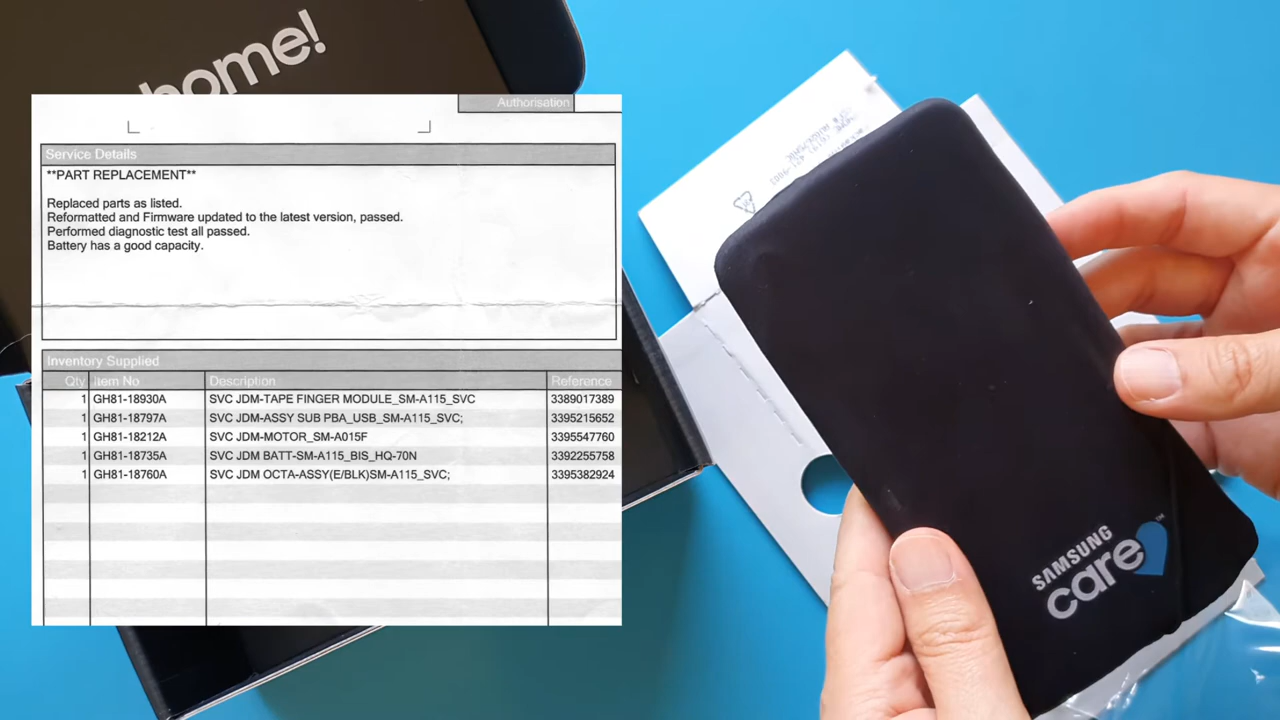 home!
Authorisation
Service Details
**PART REPLACEMENT**
Replaced parts as listed.
Reformatted and Firmware updated to the latest version, passed.
Performed diagnostic test all passed.
Battery has a good capacity.
Inventory Supplied
Qty Item No Description Reference
1 GH81-18930A SVC JDM-TAPE FINGER MODULE_SM-A115_SVC 3389017389
1 GH81-18797A SVC JDM-ASSY SUB PBA_USB_SM-A115_SVC; 3395215652
1 GH81-18212A SVC JDM-MOTOR_SM-A015F 3395547760
1 GH81-18735A SVC JDM BATT-SM-A115_BIS_HQ-70N 3392255758
1 GH81-18760A SVC JDM OCTA-ASSY(E/BLK)SM-A115_SVC; 3395382924
SAMSUNG
care™